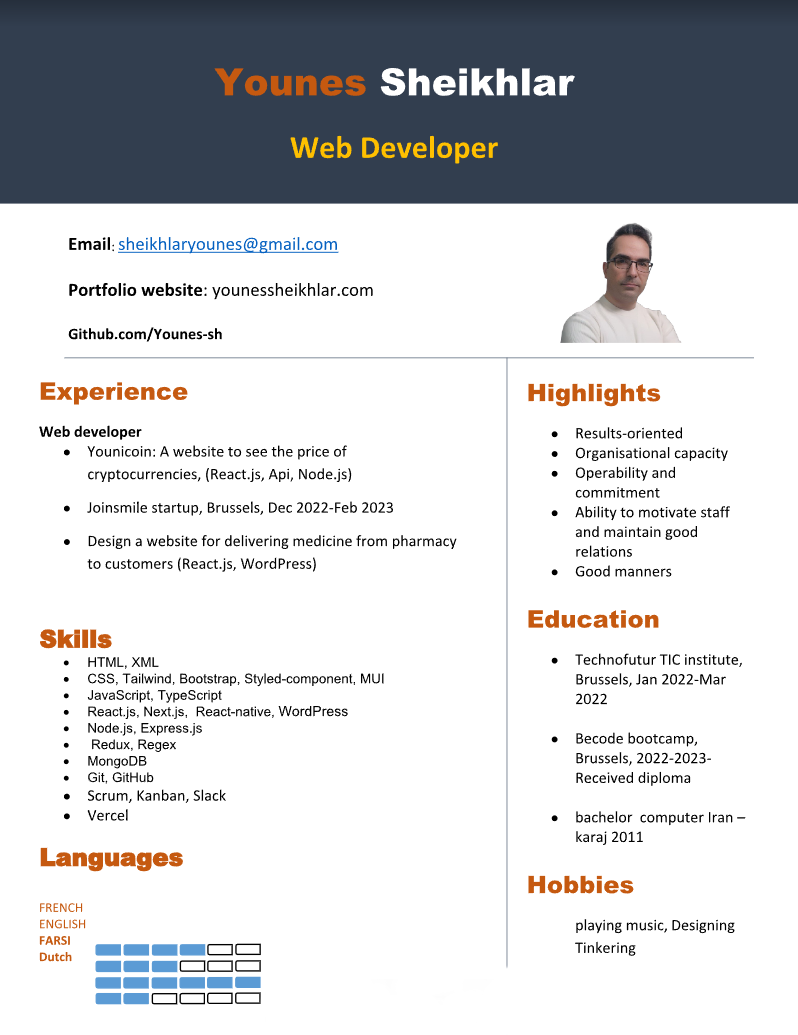 Younes Sheikhlar
Web Developer
Email: sheikhlaryounes@gmail.com
Portfolio website: younessheikhlar.com
Github.com/Younes-sh
Experience
Web developer
• Younicoin: A website to see the price of
cryptocurrencies, (React.js, Api, Node.js)
• Joinsmile startup, Brussels, Dec 2022-Feb 2023
• Design a website for delivering medicine from pharmacy
to customers (React.js, WordPress)
Skills
• HTML, XML
• CSS, Tailwind, Bootstrap, Styled-component, MUI
• JavaScript, TypeScript
• React.js, Next.js, React-native, WordPress
• Node.js, Express.js
• Redux, Regex
• MongoDB
• Git, GitHub
• Scrum, Kanban, Slack
• Vercel
Languages
FRENCH
ENGLISH
FARSI
Dutch
Highlights
• Results-oriented
• Organisational capacity
• Operability and
commitment
• Ability to motivate staff
and maintain good
relations
• Good manners
Education
• Technofutur TIC institute,
Brussels, Jan 2022-Mar
2022
• Becode bootcamp,
Brussels, 2022-2023-
Received diploma
• bachelor computer Iran –
karaj 2011
Hobbies
playing music, Designing
Tinkering